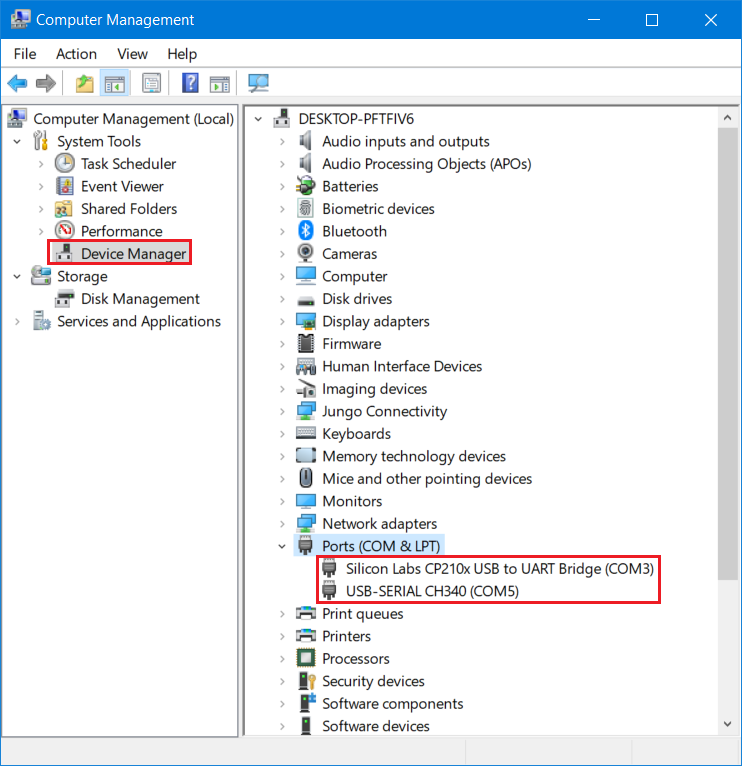 Computer Management
File Action View Help
Computer Management (Local)
System Tools
Task Scheduler
Event Viewer
Shared Folders
Performance
Device Manager
Storage
Disk Management
Services and Applications
DESKTOP-PFTFIV6
Audio inputs and outputs
Audio Processing Objects (APOs)
Batteries
Biometric devices
Bluetooth
Cameras
Computer
Disk drives
Display adapters
Firmware
Human Interface Devices
Imaging devices
Jungo Connectivity
Keyboards
Memory technology devices
Mice and other pointing devices
Monitors
Network adapters
Ports (COM & LPT)
Silicon Labs CP210x USB to UART Bridge (COM3)
USB-SERIAL CH340 (COM5)
Print queues
Printers
Processors
Security devices
Software components
Software devices